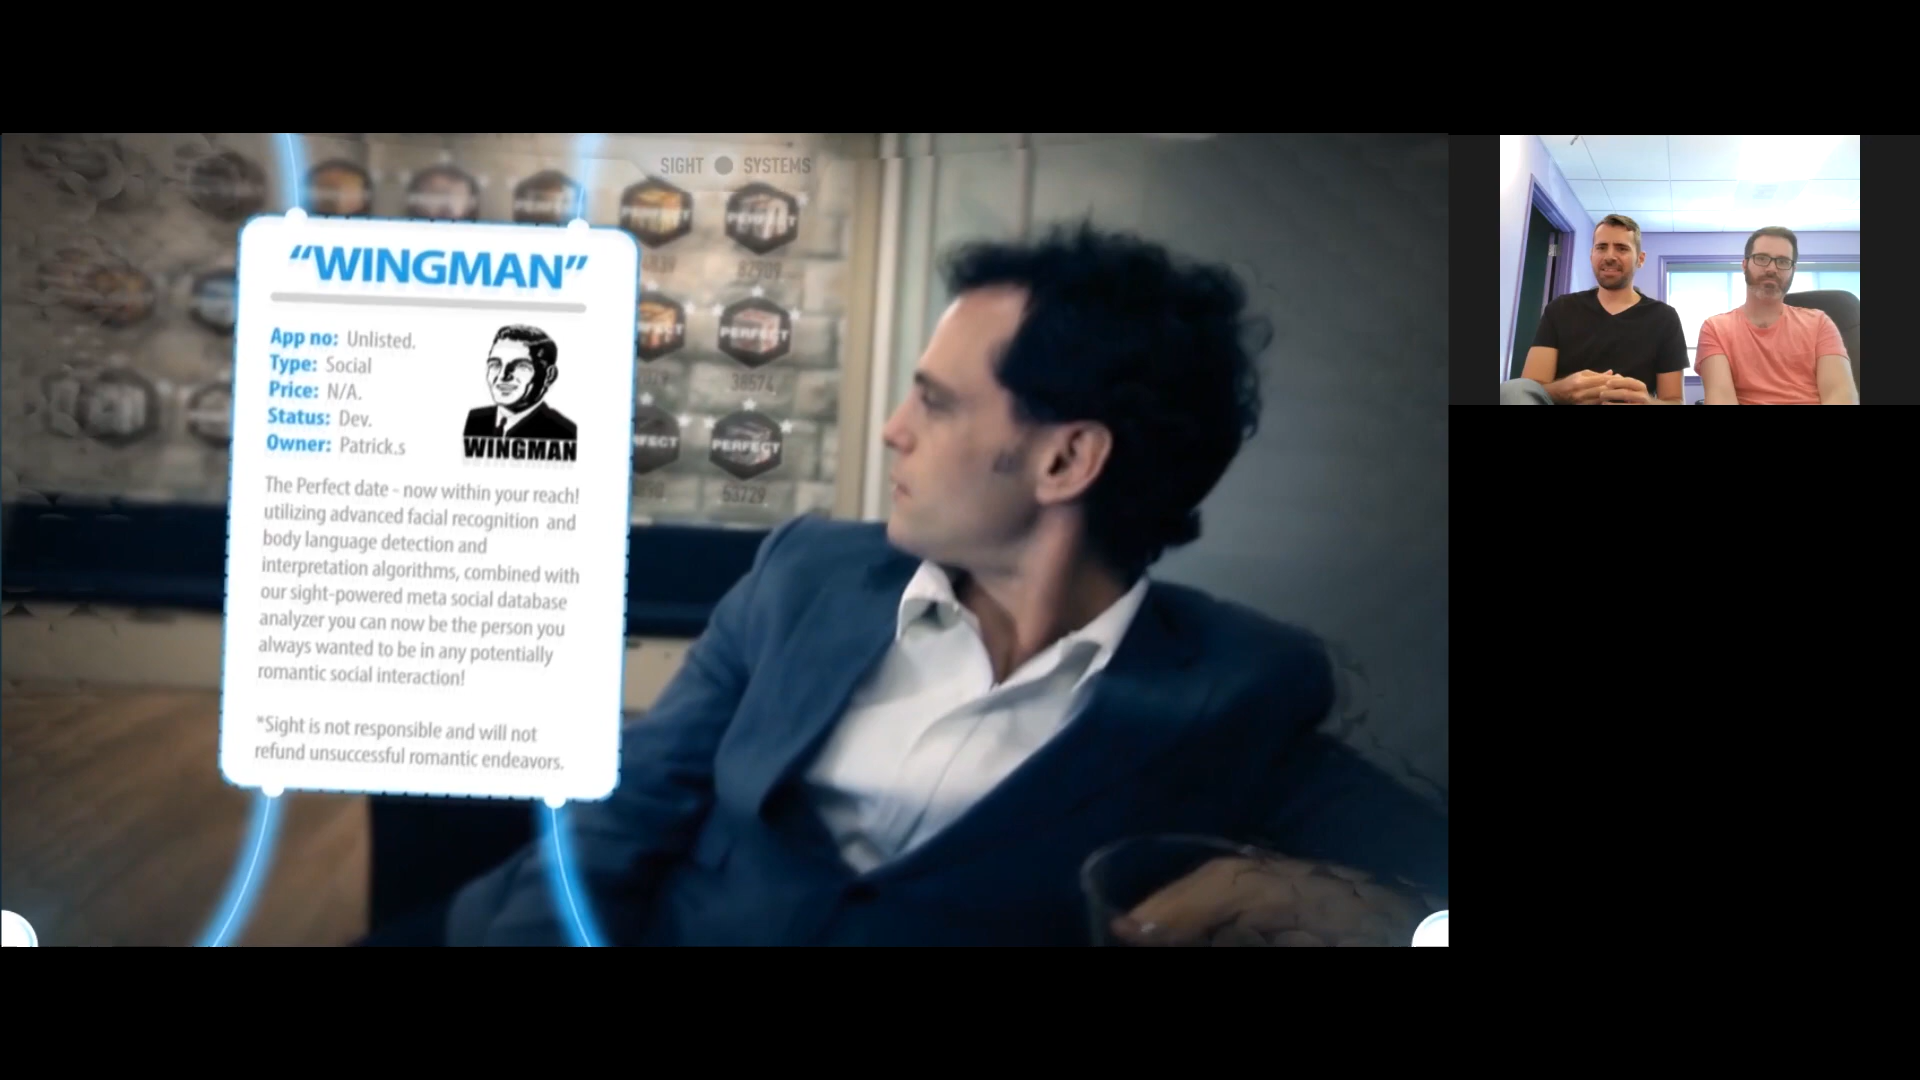 SIGHT SYSTEMS
“WINGMAN”
App no: Unlisted.
Type: Social
Price: N/A.
Status: Dev.
Owner: Patrick.s
WINGMAN
The Perfect date - now within your reach!
utilizing advanced facial recognition and
body language detection and
interpretation algorithms, combined with
our sight-powered meta social database
analyzer you can now be the person you
always wanted to be in any potentially
romantic social interaction!
*Sight is not responsible and will not
refund unsuccessful romantic endeavors.
PERFECT
PERFECT
PERFECT
38574
PERFECT
53729